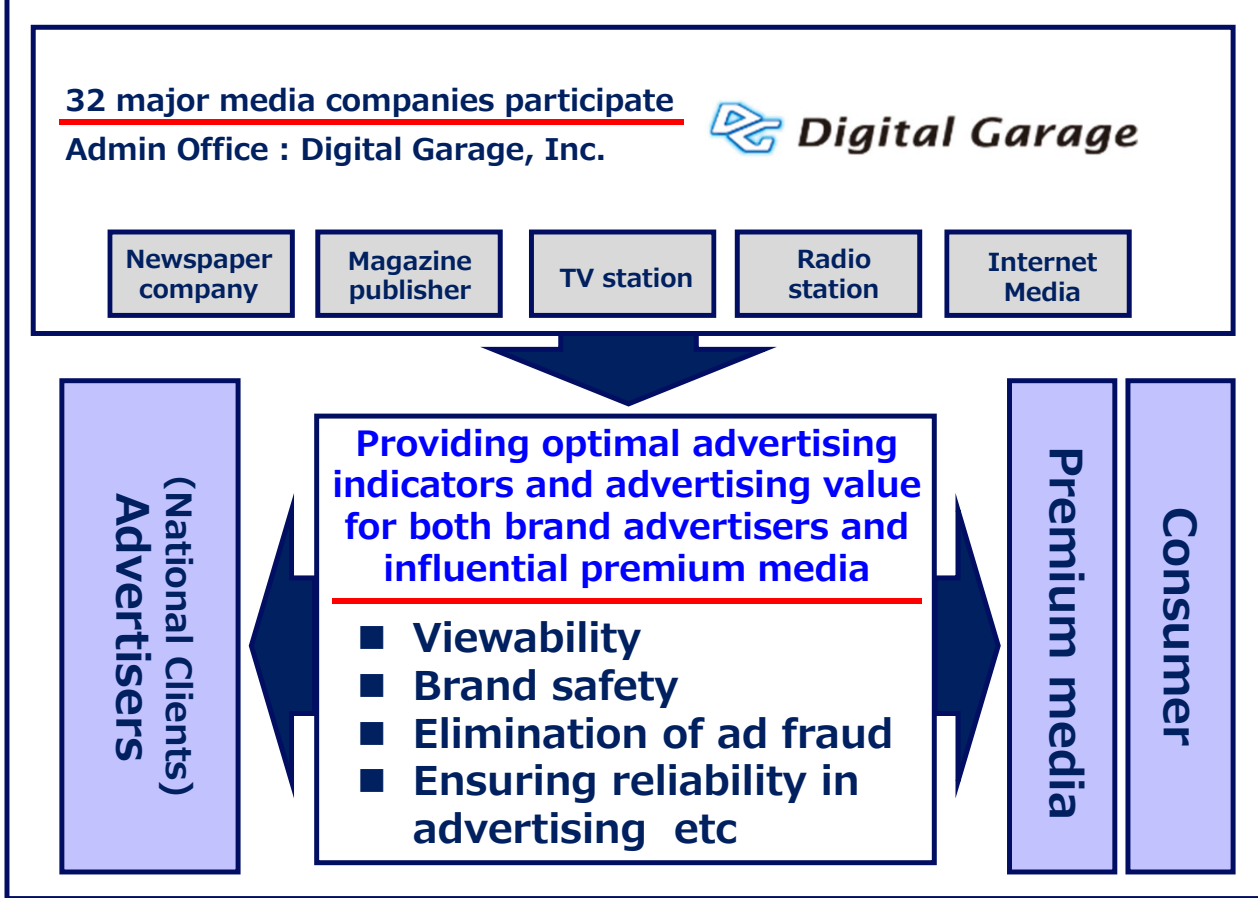 32 major media companies participate
Admin Office : Digital Garage, Inc.
Digital Garage
Newspaper
company
Magazine
publisher
TV station
Radio
station
Internet
Media
Advertisers
(National Clients)
Providing optimal advertising
indicators and advertising value
for both brand advertisers and
influential premium media
■ Viewability
■ Brand safety
■ Elimination of ad fraud
■ Ensuring reliability in
advertising etc
Premium media
Consumer